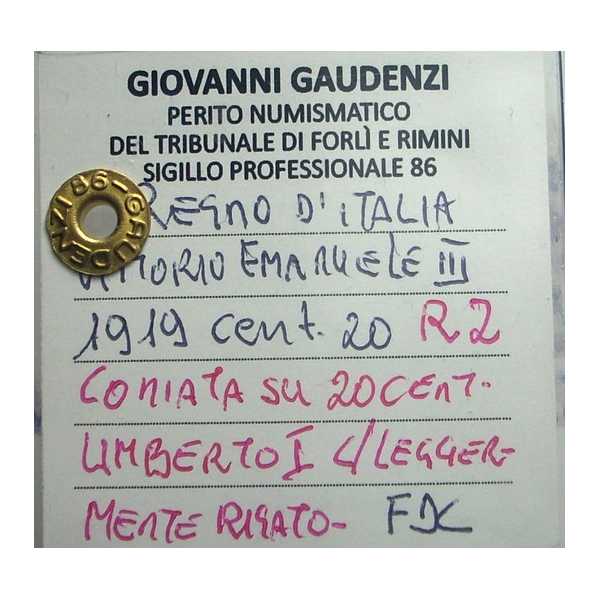 GIOVANNI GAUDENZI
PERITO NUMISMATICO
DEL TRIBUNALE DI FORLÌ E RIMINI
SIGILLO PROFESSIONALE 86
86-GAUDENZI
REGNO D'ITALIA
VITTORIO EMANUELE III
1919 cent. 20 R2
CONIATA SU 20 CENT.
UMBERTO I C/LEGGER-
MENTE RIGATO- FDC